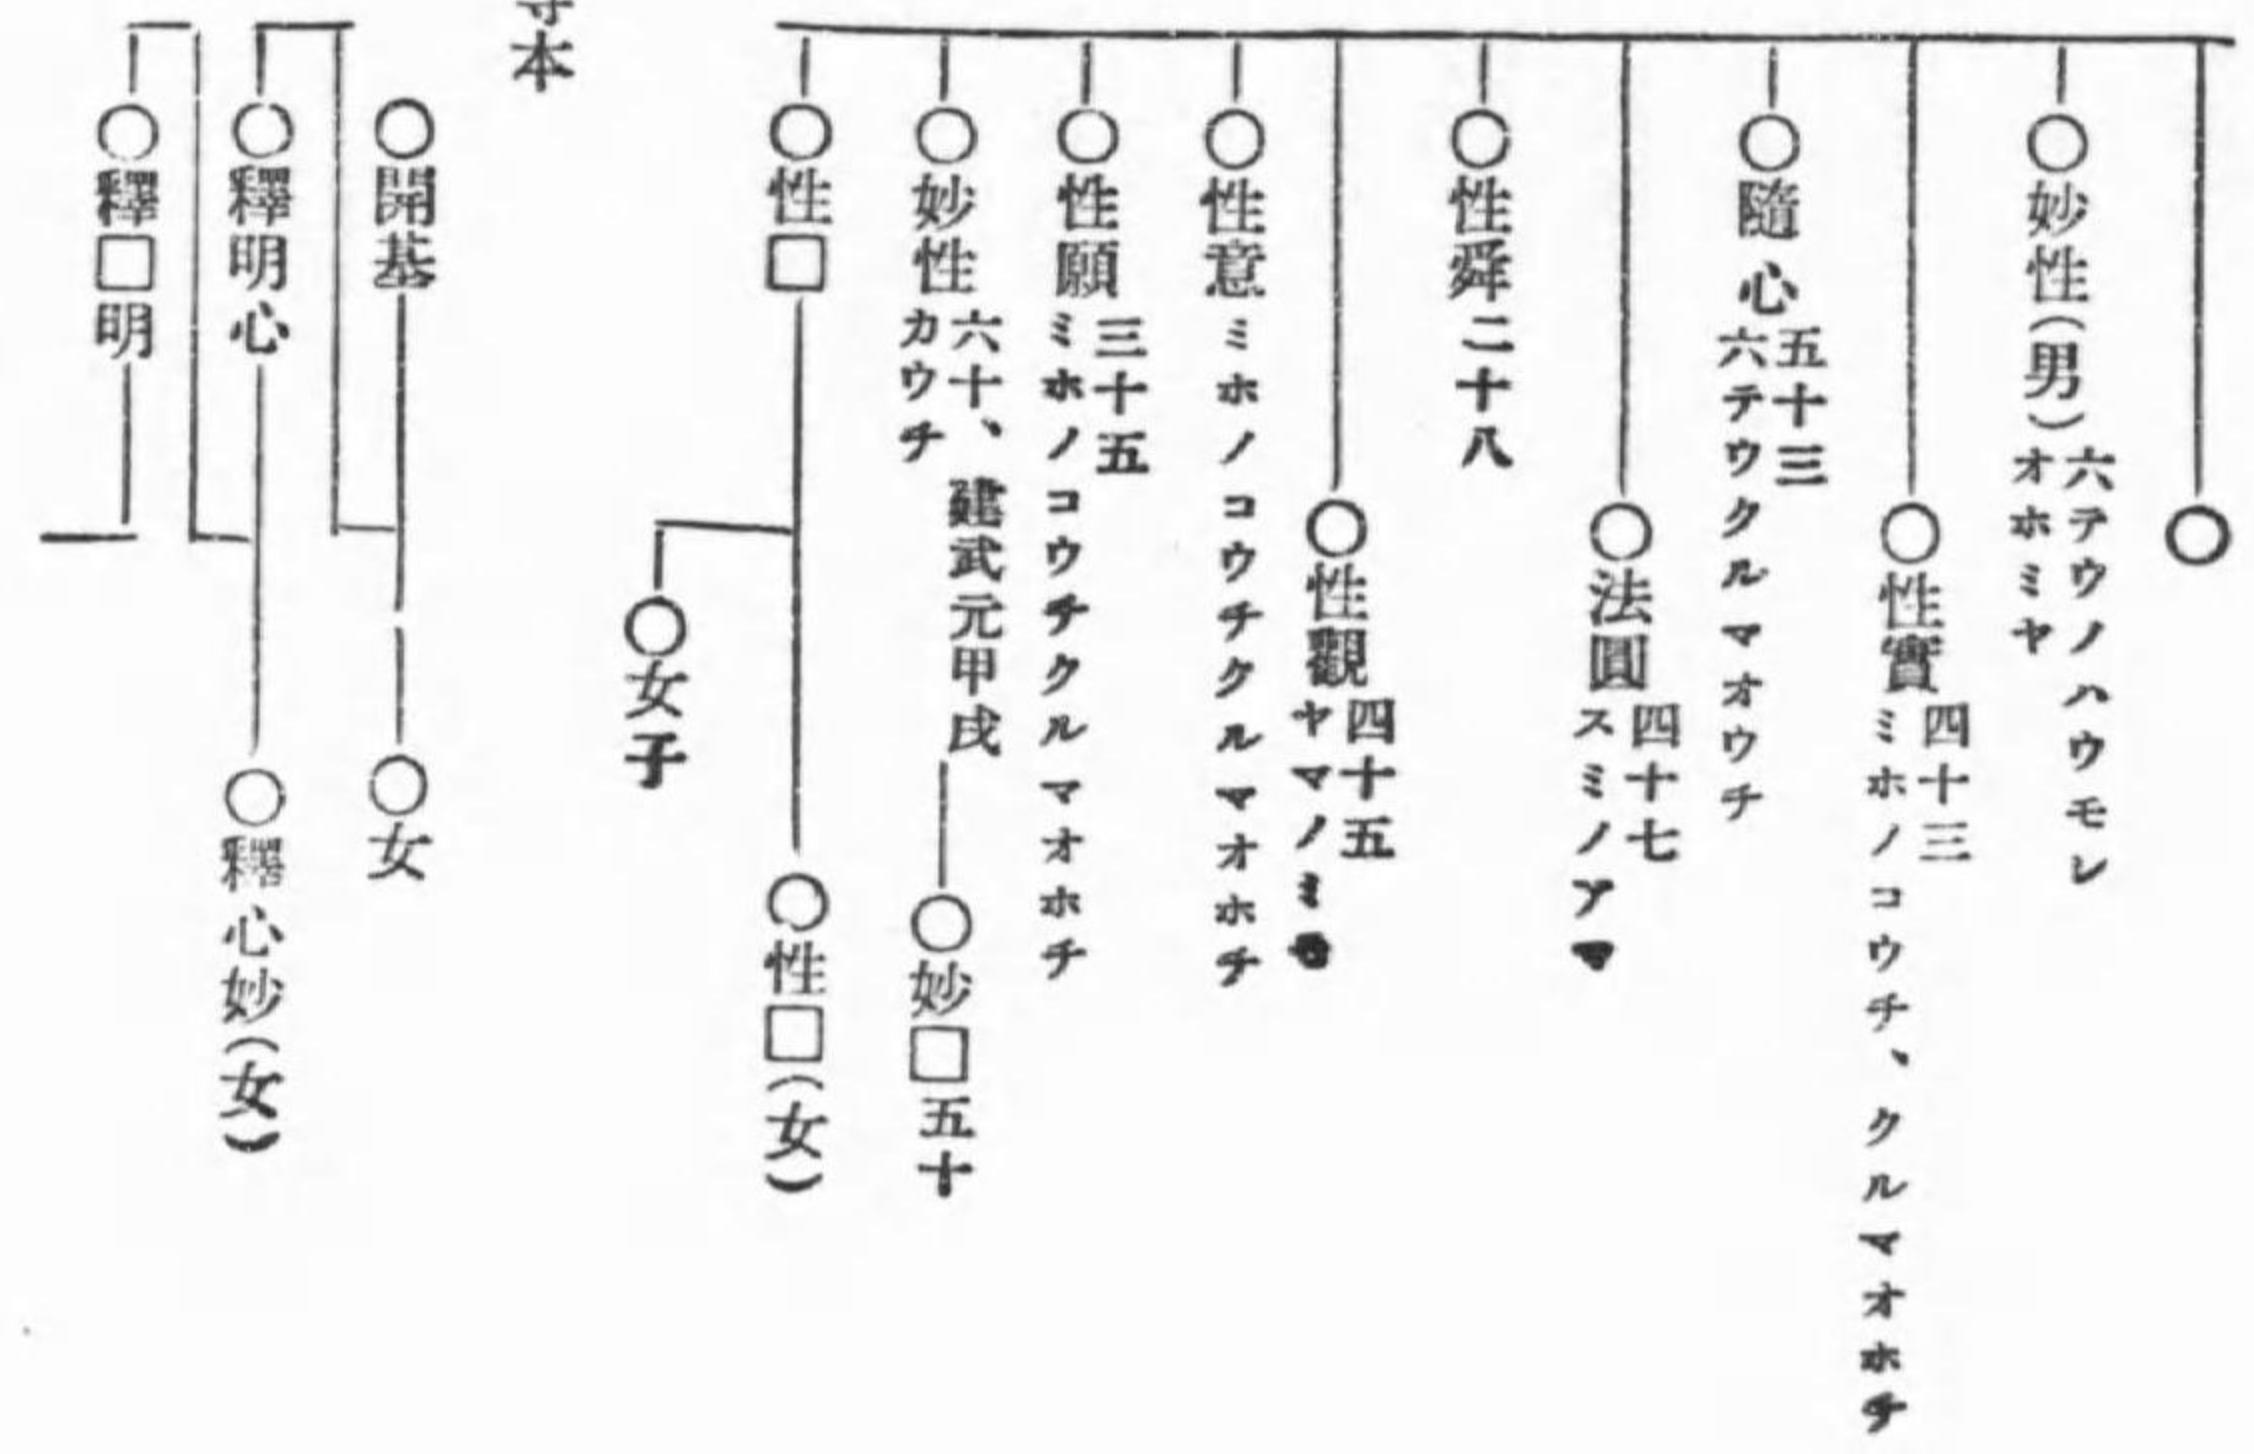 ○
○妙性(男)
六テウノハウモレ
オホミヤ
○性實
四十三
ミホノコウチ、クルマオホチ
○隨心
五十三
六テウクルマオウチ
○法圓
四十七
スミノアマ
○性舜 二十八
○性觀
四十五
ヤマノミ
○性意 ミホノコウチクルマオホチ
○性願
三十五
ミホノコウチクルマオホチ
○妙性
六十、建武元甲戌
カウチ
○妙□五十
○性□
○性□(女)
○女子
本
○開基
○女
○釋明心
○釋心妙(女)
○釋□明